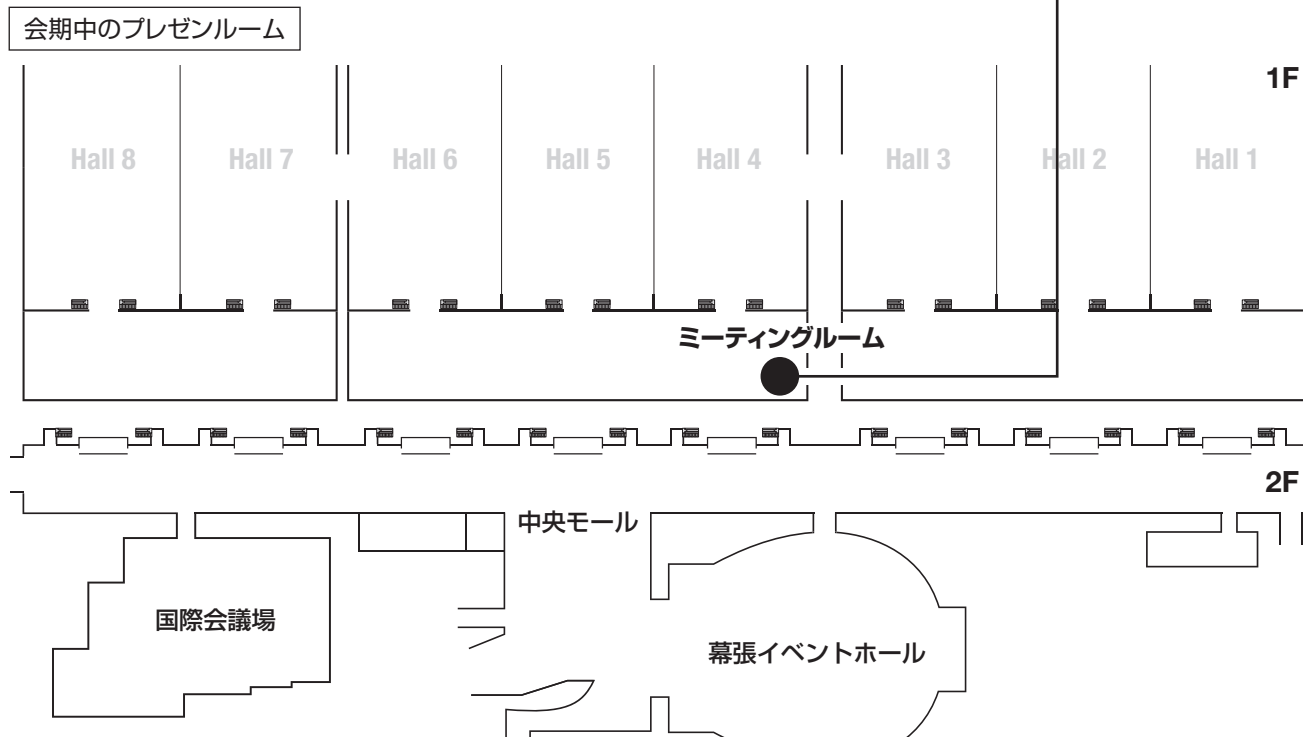 会期中のプレゼンルーム
1F
Hall 8
Hall 7
Hall 6
Hall 5
Hall 4
Hall 3
Hall 2
Hall 1
ミーティングルーム
2F
中央モール
国際会議場
幕張イベントホール